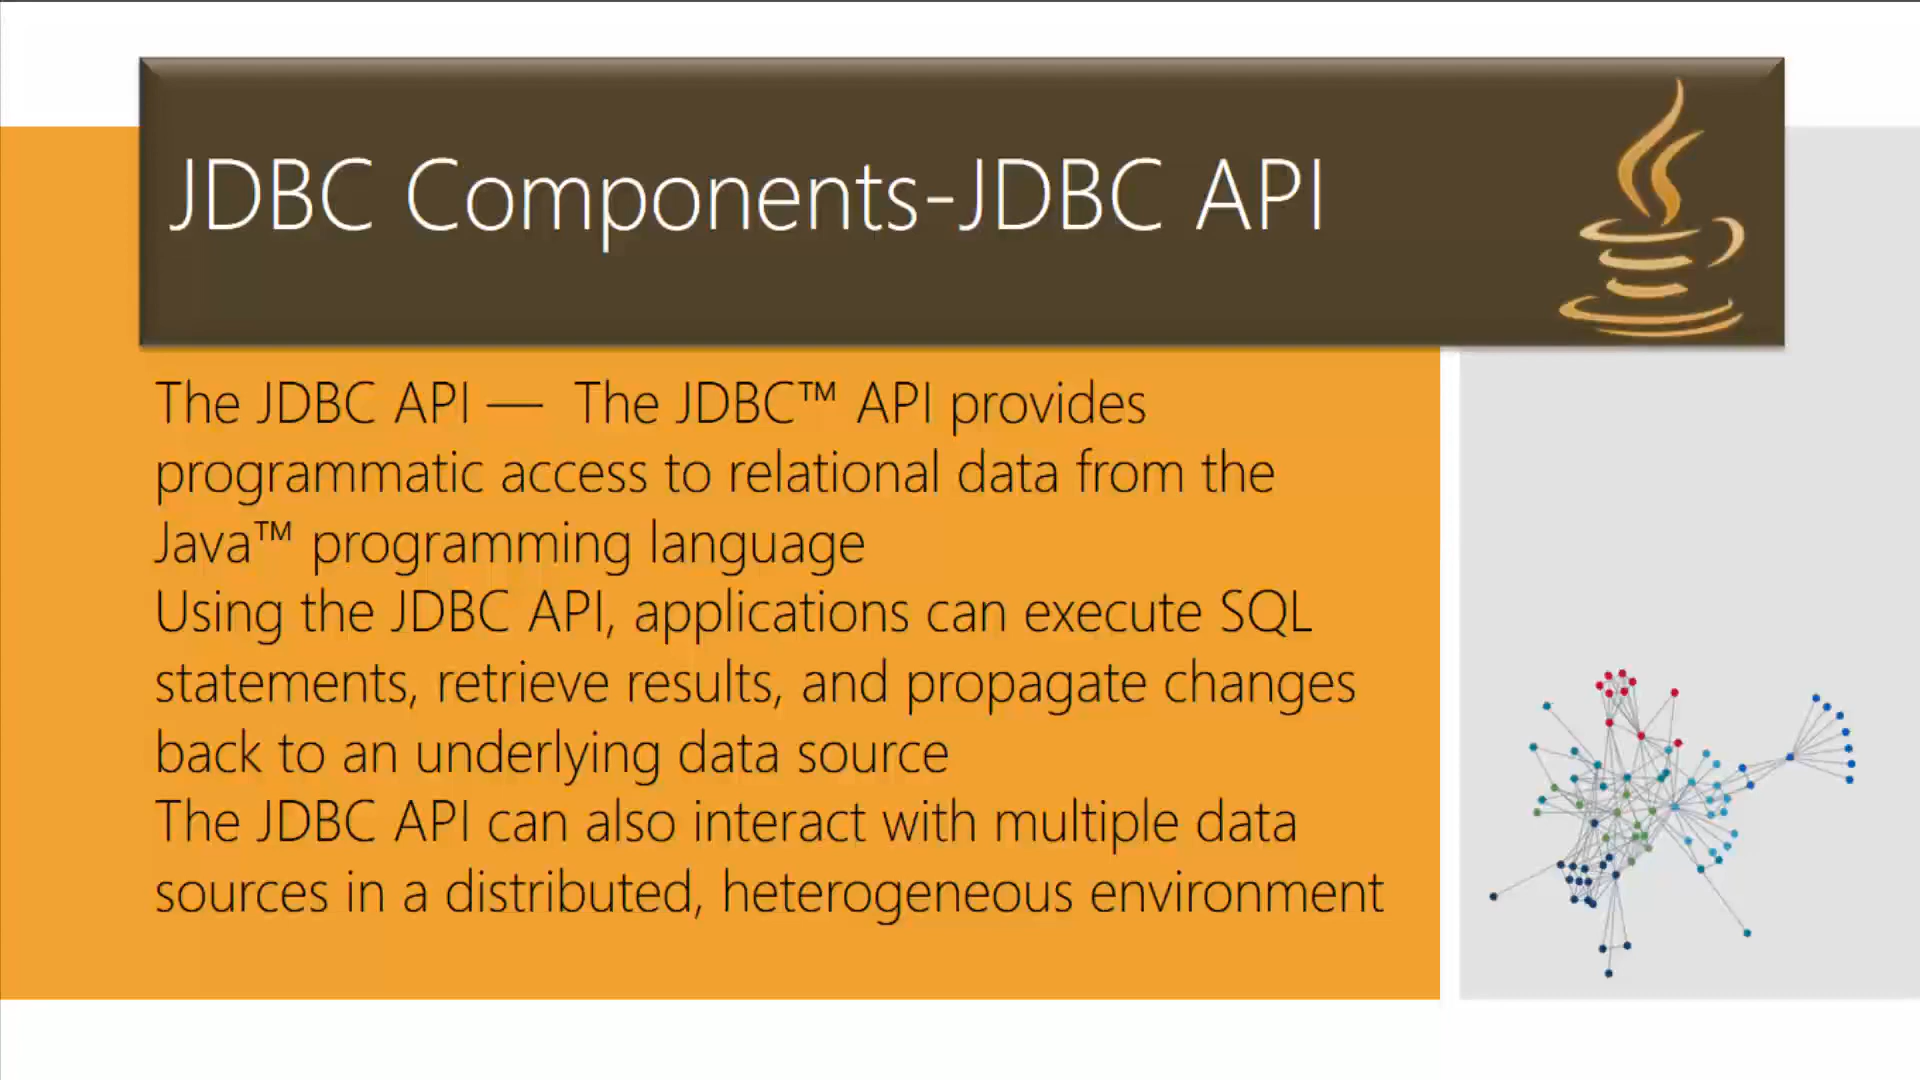 JDBC Components-JDBC API
The JDBC API — The JDBC™ API provides
programmatic access to relational data from the
Java™ programming language
Using the JDBC API, applications can execute SQL
statements, retrieve results, and propagate changes
back to an underlying data source
The JDBC API can also interact with multiple data
sources in a distributed, heterogeneous environment